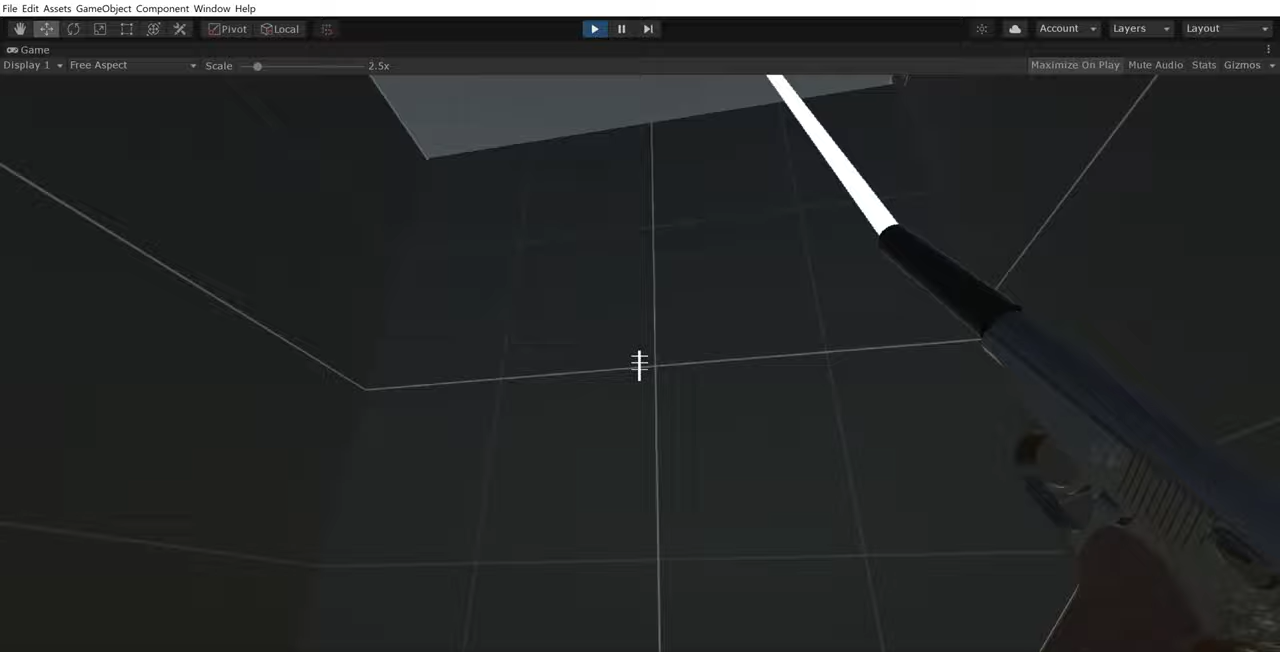 File Edit Assets GameObject Component Window Help
Pivot Local Account Layers Layout
Game
Display 1 Free Aspect Scale 2.5x Maximize On Play Mute Audio Stats Gizmos